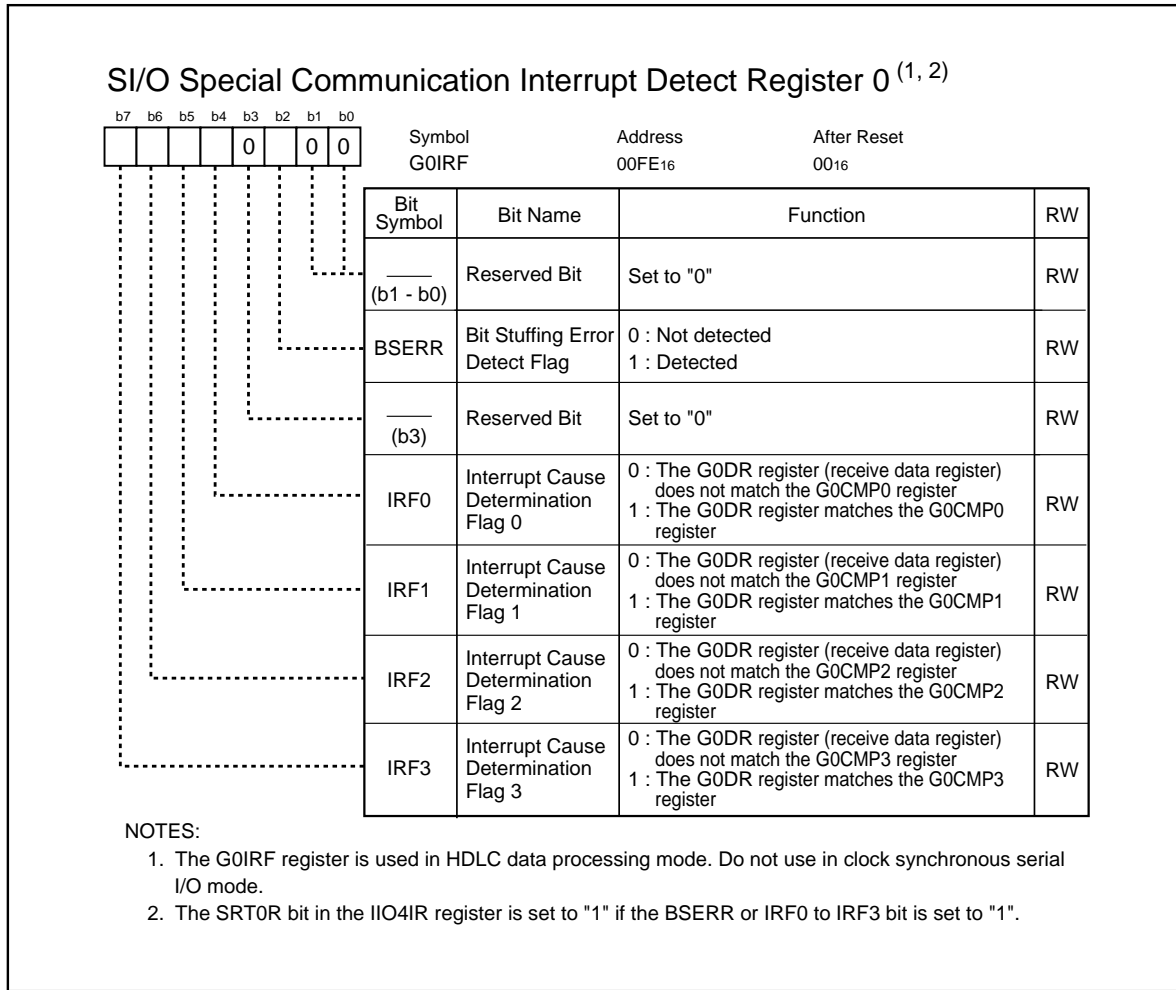 SI/O Special Communication Interrupt Detect Register 0 (1, 2)
b7 b6 b5 b4 b3 b2 b1 b0
0 0 0
Symbol Address After Reset
G0IRF 00FE16 0016
Bit Symbol Bit Name Function RW
(b1 - b0) Reserved Bit Set to "0" RW
BSERR Bit Stuffing Error Detect Flag 0 : Not detected
1 : Detected RW
(b3) Reserved Bit Set to "0" RW
IRF0 Interrupt Cause Determination Flag 0 0 : The G0DR register (receive data register)
does not match the G0CMP0 register
1 : The G0DR register matches the G0CMP0
register RW
IRF1 Interrupt Cause Determination Flag 1 0 : The G0DR register (receive data register)
does not match the G0CMP1 register
1 : The G0DR register matches the G0CMP1
register RW
IRF2 Interrupt Cause Determination Flag 2 0 : The G0DR register (receive data register)
does not match the G0CMP2 register
1 : The G0DR register matches the G0CMP2
register RW
IRF3 Interrupt Cause Determination Flag 3 0 : The G0DR register (receive data register)
does not match the G0CMP3 register
1 : The G0DR register matches the G0CMP3
register RW
NOTES:
1. The G0IRF register is used in HDLC data processing mode. Do not use in clock synchronous serial
I/O mode.
2. The SRT0R bit in the IIO4IR register is set to "1" if the BSERR or IRF0 to IRF3 bit is set to "1".